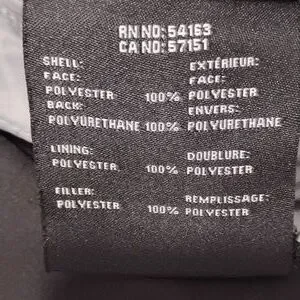 RN NO: 54163
CA NO: 57151
SHELL: EXTÉRIEUR:
FACE: FACE:
POLYESTER 100% POLYESTER
BACK: ENVERS:
POLYURETHANE 100% POLYURETHANE
LINING: DOUBLURE:
POLYESTER 100% POLYESTER
FILLER: REMPLISSAGE:
POLYESTER 100% POLYESTER